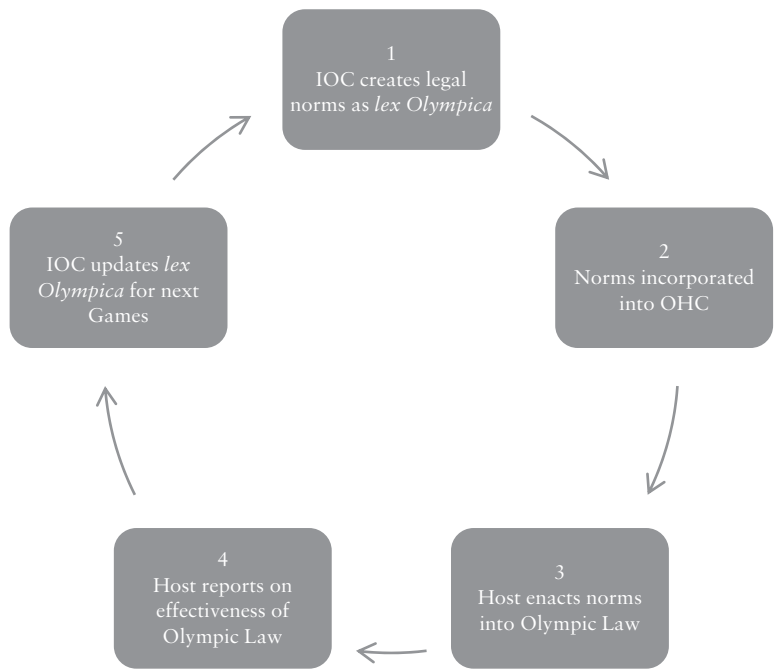 1
IOC creates legal
norms as lex Olympica
2
Norms incorporated
into OHC
3
Host enacts norms
into Olympic Law
4
Host reports on
effectiveness of
Olympic Law
5
IOC updates lex
Olympica for next
Games